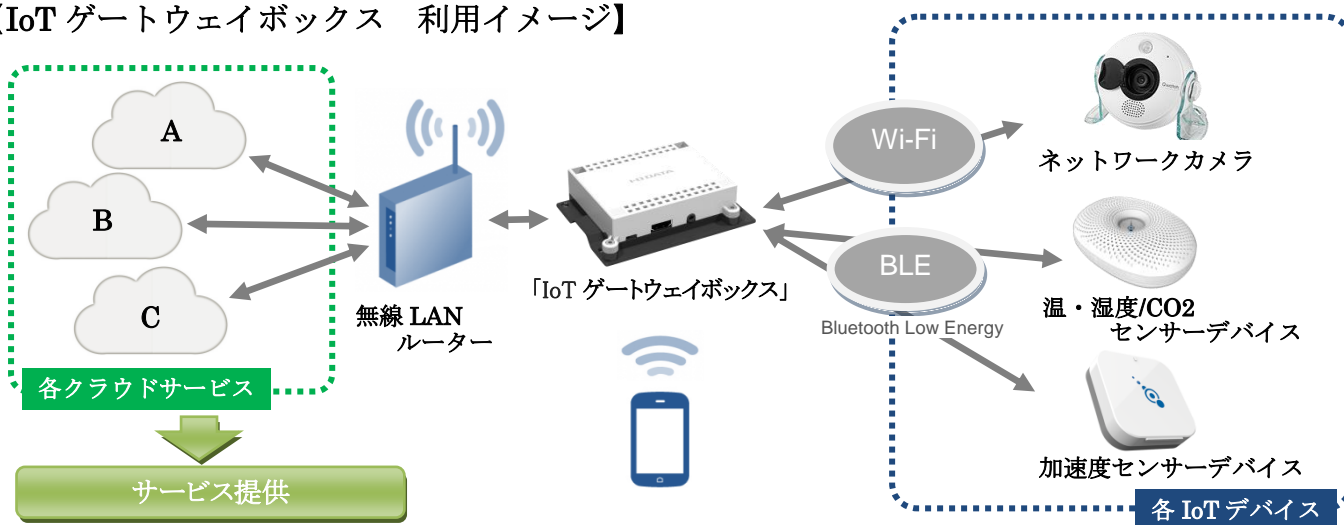 【IoT ゲートウェイボックス　利用イメージ】
A
B
C
各クラウドサービス
サービス提供
無線 LAN
ルーター
I-O DATA
「IoT ゲートウェイボックス」
Wi-Fi
BLE
Bluetooth Low Energy
ネットワークカメラ
温・湿度/CO2
センサーデバイス
加速度センサーデバイス
各 IoT デバイス